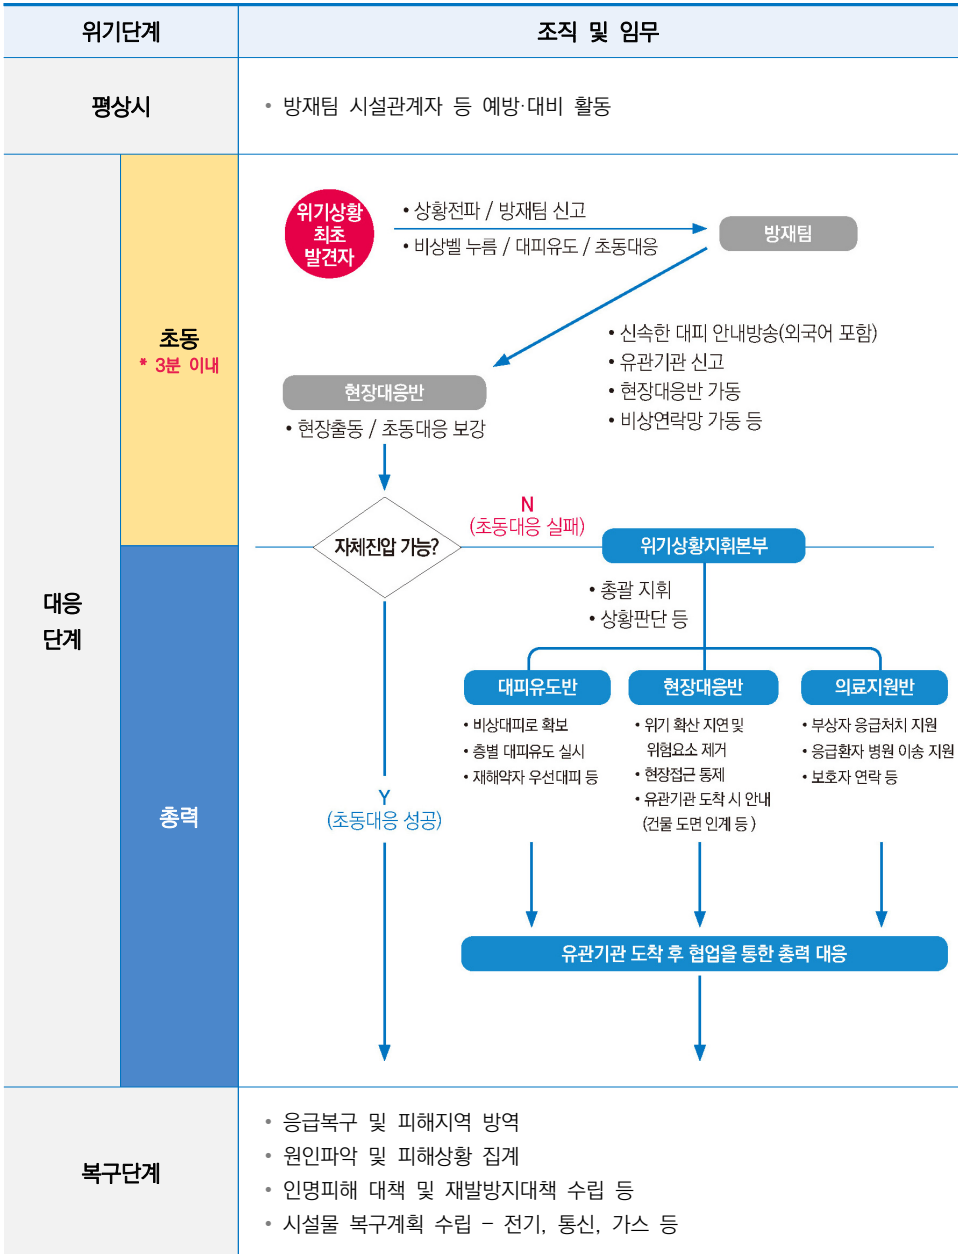 위기단계
조직 및 임무
평상시
• 방재팀 시설관계자 등 예방·대비 활동
대응
단계
초동
* 3분 이내
위기상황
최초
발견자
• 상황전파 / 방재팀 신고
• 비상벨 누름 / 대피유도 / 초동대응
방재팀
• 신속한 대피 안내방송(외국어 포함)
• 유관기관 신고
• 현장대응반 가동
• 비상연락망 가동 등
현장대응반
• 현장출동 / 초동대응 보강
자체진압 가능?
N
(초동대응 실패)
총력
위기상황지휘본부
• 총괄 지휘
• 상황판단 등
대피유도반
• 비상대피로 확보
• 층별 대피유도 실시
• 재해약자 우선대피 등
현장대응반
• 위기 확산 지연 및
위험요소 제거
• 현장접근 통제
• 유관기관 도착 시 안내
(건물 도면 인계 등 )
의료지원반
• 부상자 응급처치 지원
• 응급환자 병원 이송 지원
• 보호자 연락 등
Y
(초동대응 성공)
유관기관 도착 후 협업을 통한 총력 대응
복구단계
• 응급복구 및 피해지역 방역
• 원인파악 및 피해상황 집계
• 인명피해 대책 및 재발방지대책 수립 등
• 시설물 복구계획 수립 - 전기, 통신, 가스 등